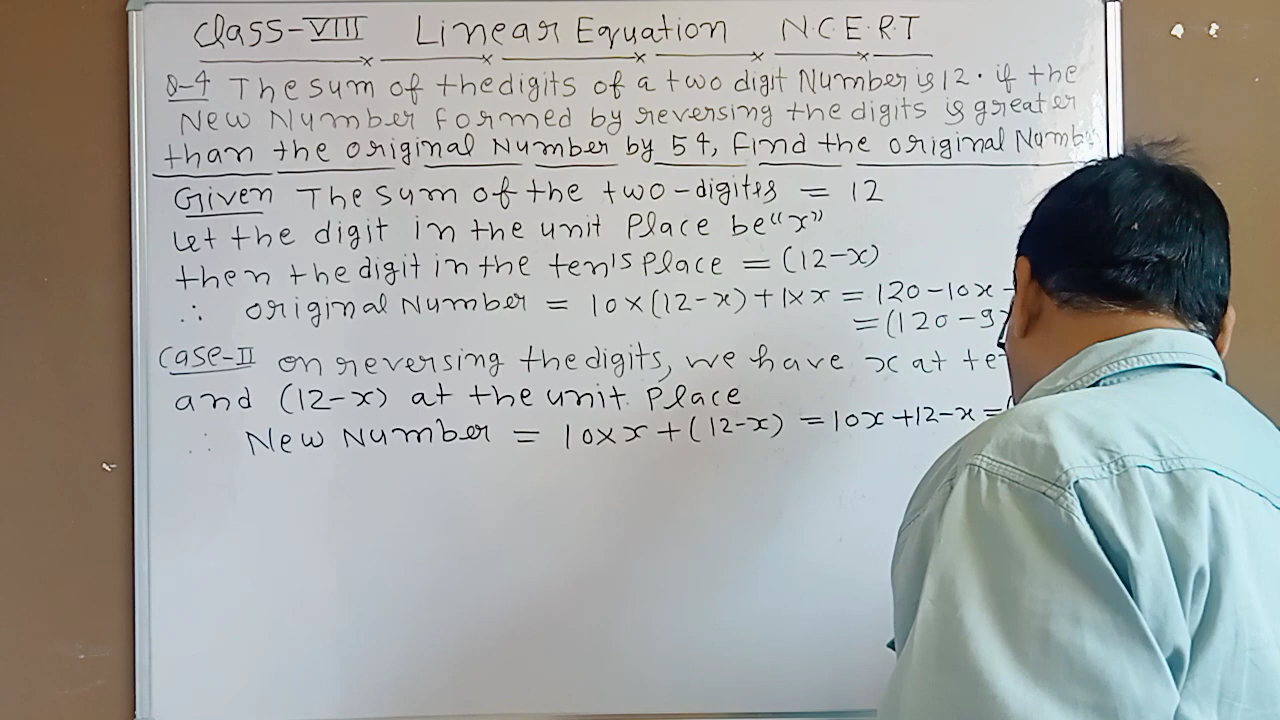 Class-VIII Linear Equation N.C.E.R.T
Q-4 The sum of the digits of a two digit Number is 12. if the
New Number formed by reversing the digits is greater
than the original Number by 54, Find the original Numb
Given The sum of the two-digites = 12
Let the digit in the unit Place be "x"
then the digit in the ten's Place = (12-x)
∴ original Number = 10×(12-x)+1×x = 120-10x
=(120-9
Case-II on reversing the digits, we have x at te
and (12-x) at the unit Place
∴ New Number = 10×x+(12-x) = 10x+12-x =